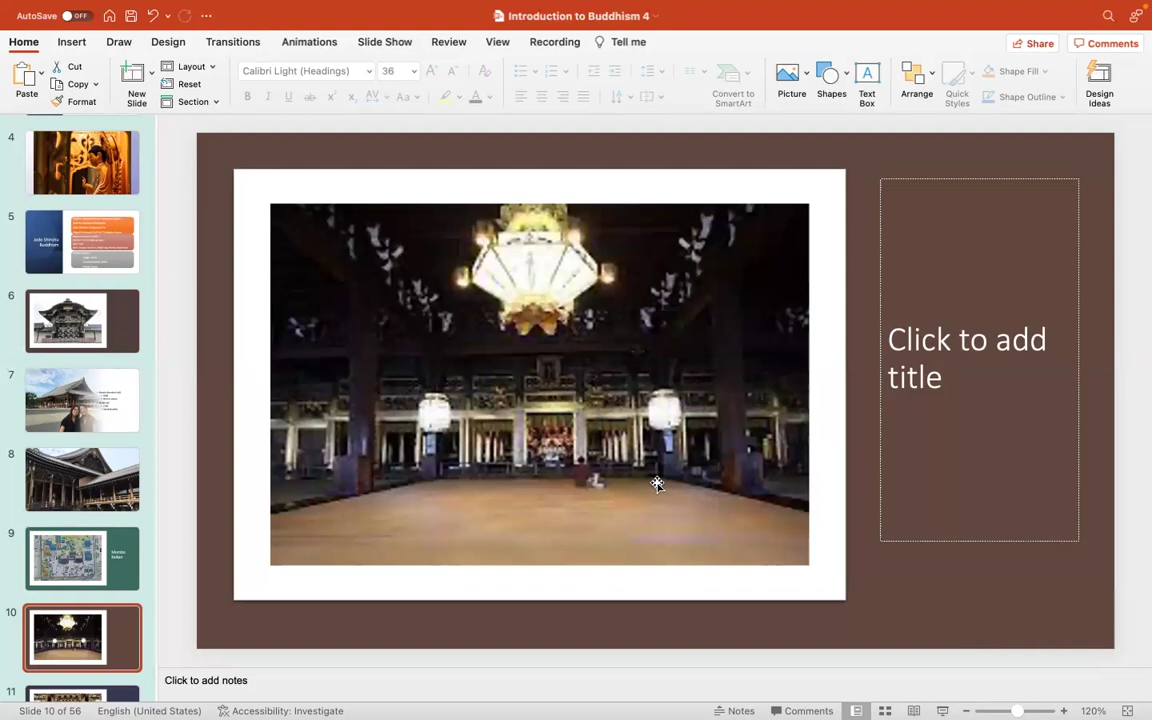 AutoSave OFF
Introduction to Buddhism 4
Home Insert Draw Design Transitions Animations Slide Show Review View Recording Tell me
Share Comments
Paste
Cut
Copy
Format
New Slide
Layout
Reset
Section
Calibri Light (Headings) 36
Convert to SmartArt
Picture
Shapes
Text Box
Arrange
Quick Styles
Shape Fill
Shape Outline
Design Ideas
4
5
Jodo Shinshu
Buddhism
6
7
8
9
10
11
Click to add
title
Click to add notes
Slide 10 of 56 English (United States) Accessibility: Investigate Notes Comments 120%